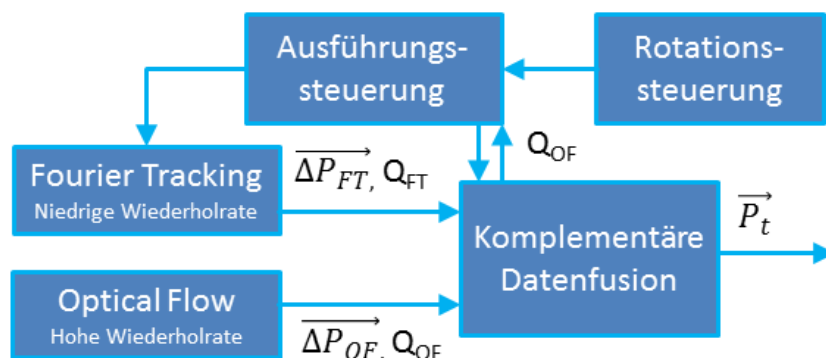 Ausführungs-
steuerung
Rotations-
steuerung
Fourier Tracking
Niedrige Wiederholrate
ΔP_FT, Q_FT
Q_OF
Komplementäre
Datenfusion
P_t
Optical Flow
Hohe Wiederholrate
ΔP_OF, Q_OF